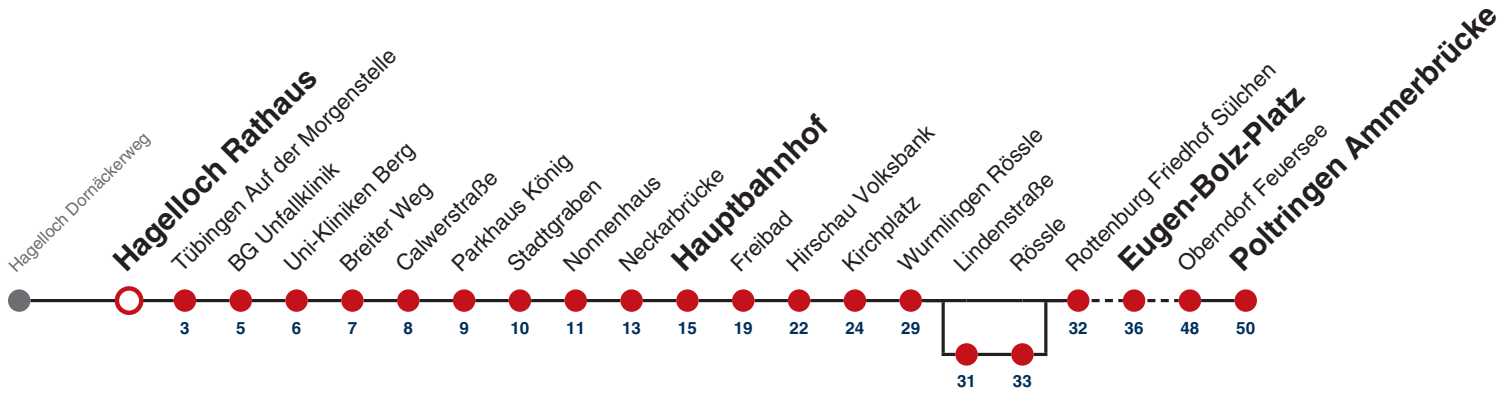 Hagelloch Dornäckerweg
Hagelloch Rathaus
Tübingen Auf der Morgenstelle
BG Unfallklinik
Uni-Kliniken Berg
Breiter Weg
Calwerstraße
Parkhaus König
Stadtgraben
Nonnenhaus
Neckarbrücke
Hauptbahnhof
Freibad
Hirschau Volksbank
Kirchplatz
Wurmlingen Rössle
Lindenstraße
Rössle
Rottenburg Friedhof Sülchen
Eugen-Bolz-Platz
Oberndorf Feuersee
Poltringen Ammerbrücke
3 5 6 7 8 9 10 11 13 15 19 22 24 29 32 36 48 50
31 33